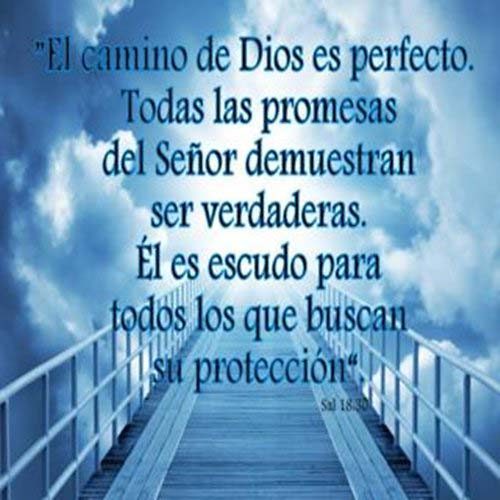 "El camino de Dios es perfecto.
Todas las promesas
del Señor demuestran
ser verdaderas.
Él es escudo para
todos los que buscan
su protección“.
Sal 18:30